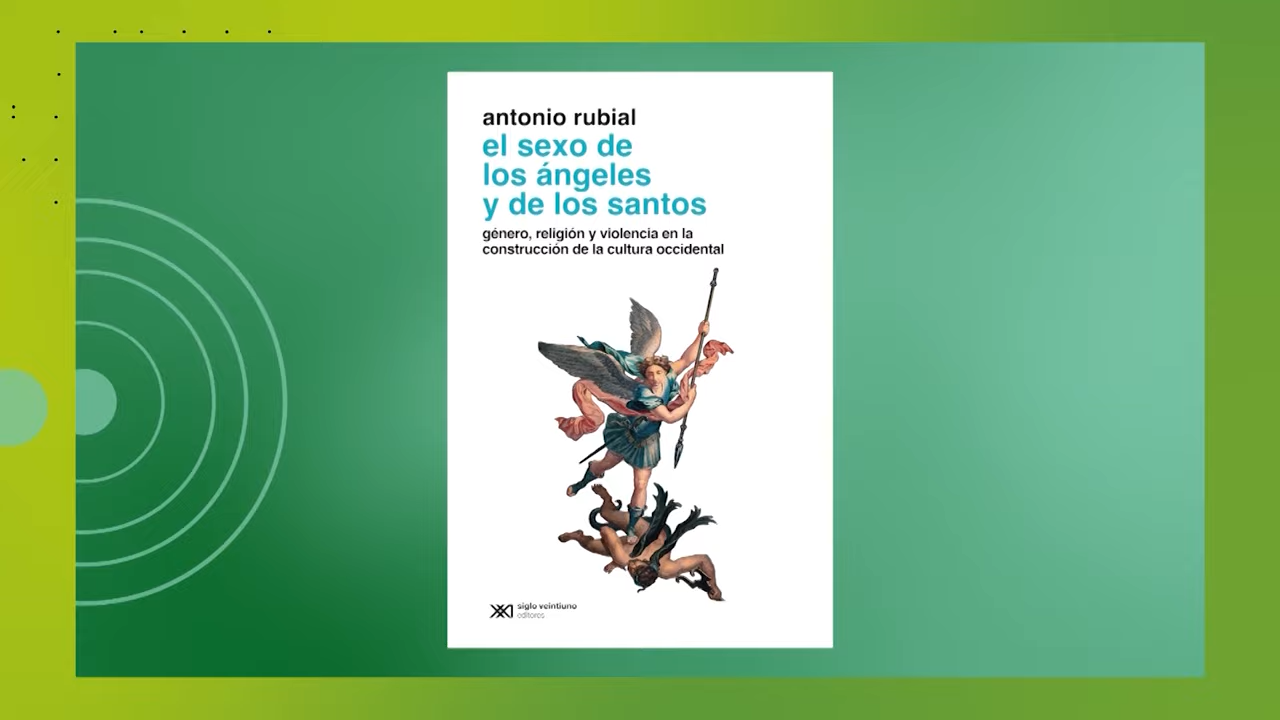 antonio rubial
el sexo de
los ángeles
y de los santos
género, religión y violencia en la
construcción de la cultura occidental
siglo veintiuno
editores